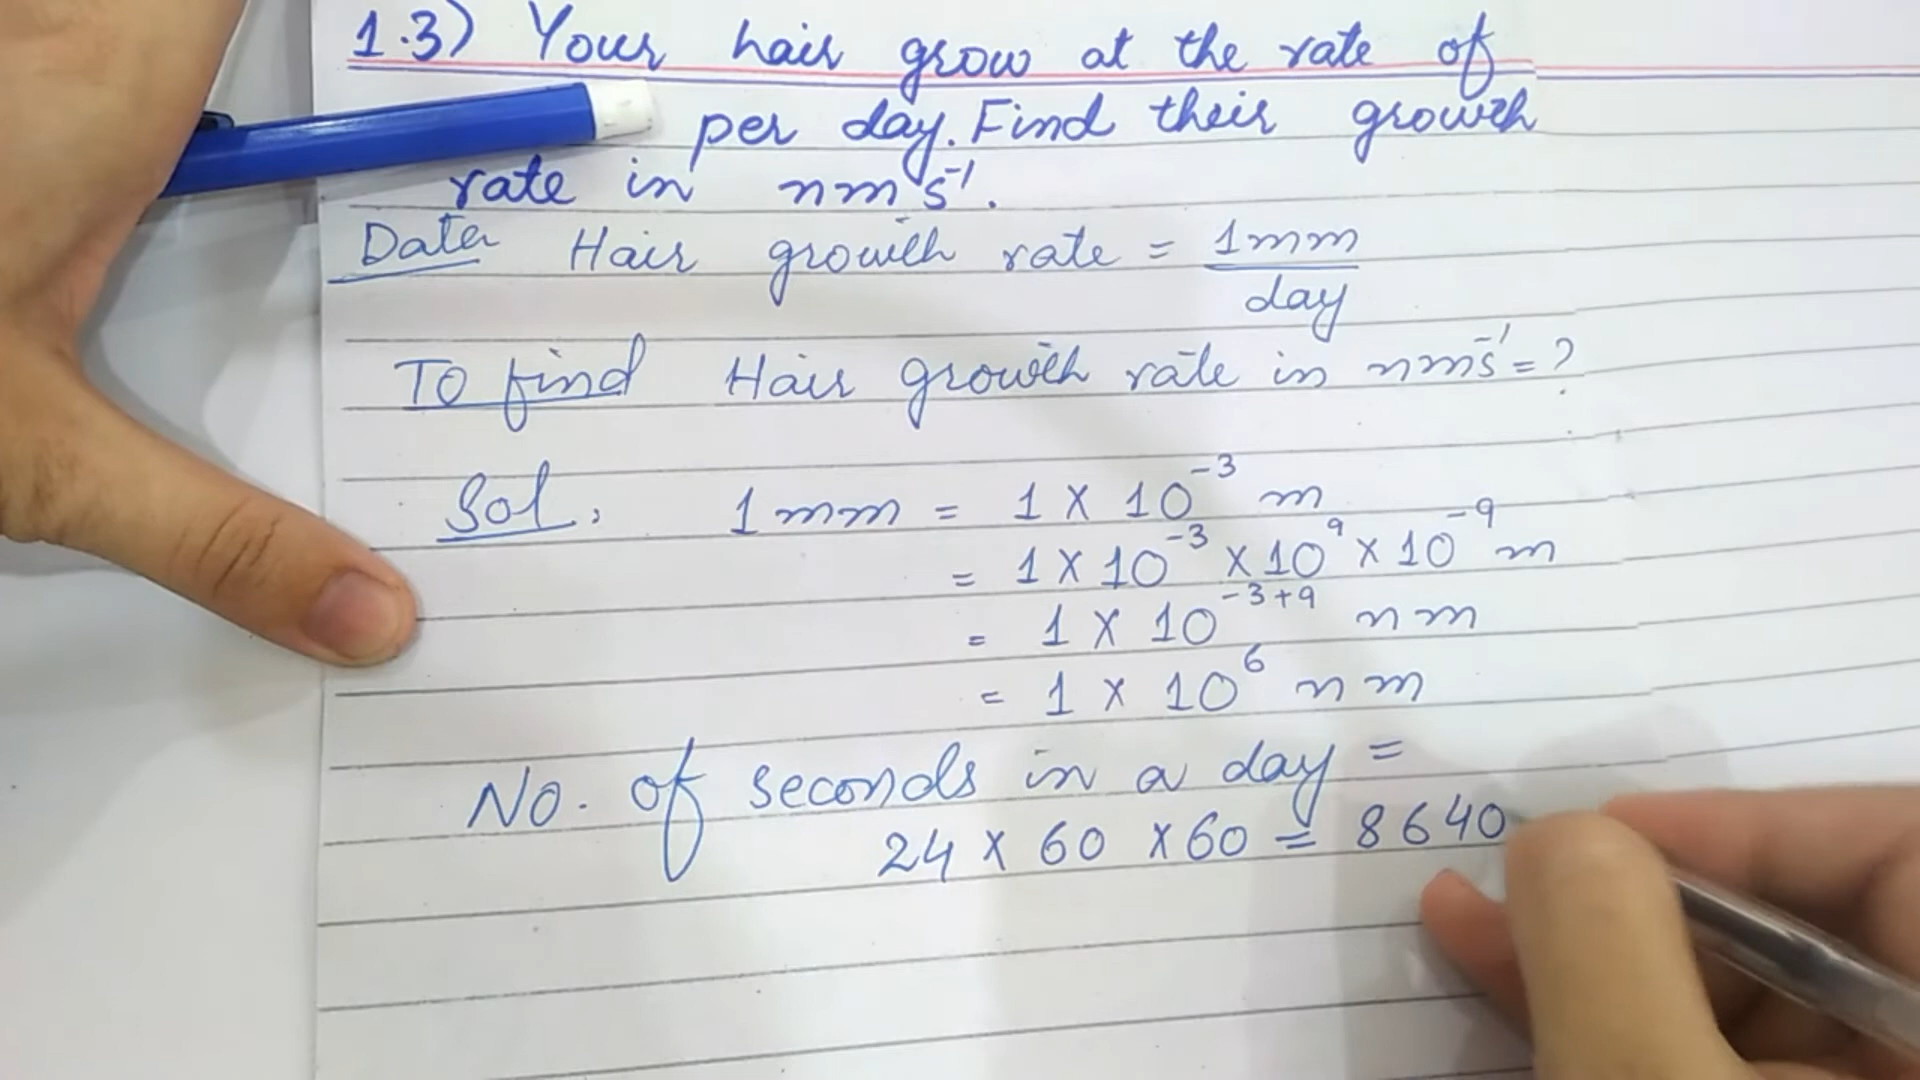 1.3) Your hair grow at the rate of
per day. Find their growth
rate in nms⁻¹.
Data Hair growth rate = 1mm
day
To find Hair growth rate in nms⁻¹ = ?
Sol, 1mm = 1 X 10⁻³ m
= 1 X 10⁻³ X 10⁹ X 10⁻⁹ m
= 1 X 10⁻³⁺⁹ nm
= 1 X 10⁶ nm
No. of seconds in a day =
24 X 60 X 60 = 8640